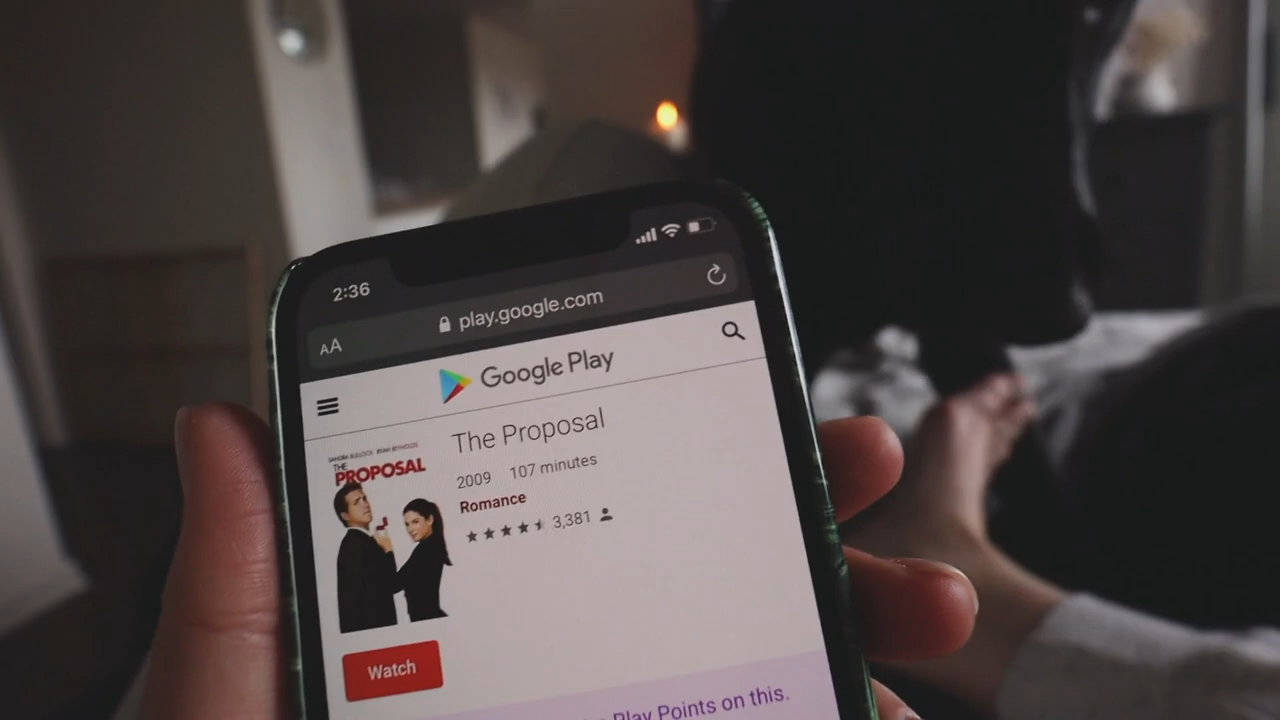 2:36
AA
play.google.com
Google Play
The Proposal
2009 107 minutes
Romance
3,381
SANDRA BULLOCK RYAN REYNOLDS
THE
PROPOSAL
Watch
Play Points on this.